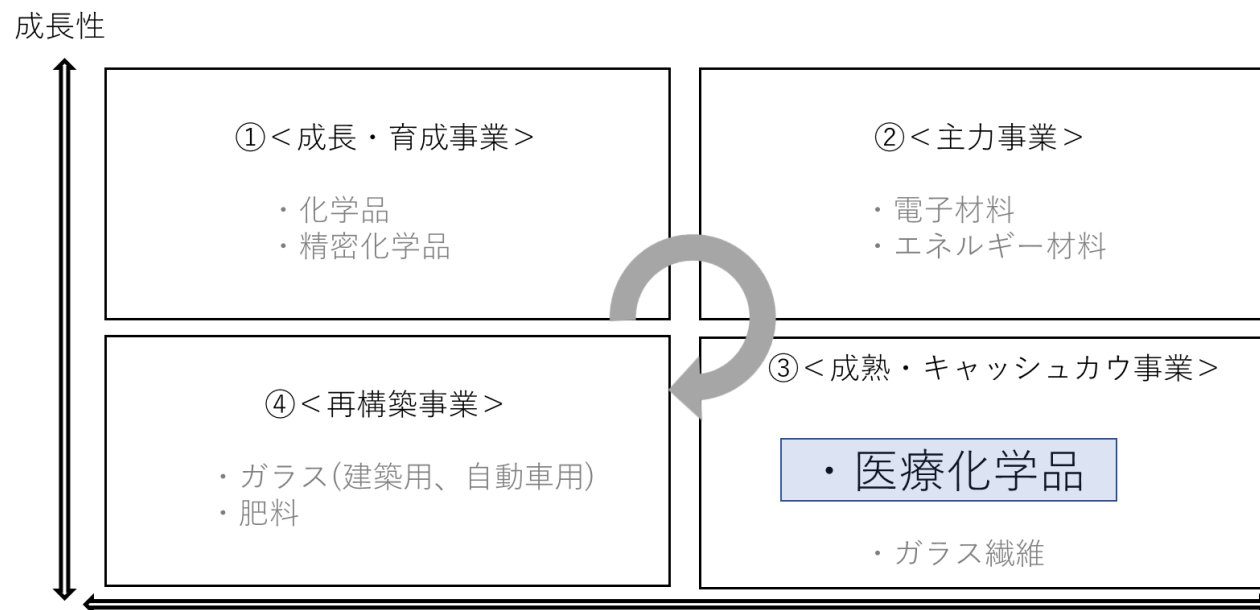 成長性
①＜成長・育成事業＞
・化学品
・精密化学品
②＜主力事業＞
・電子材料
・エネルギー材料
④＜再構築事業＞
・ガラス(建築用、自動車用)
・肥料
③＜成熟・キャッシュカウ事業＞
・医療化学品
・ガラス繊維